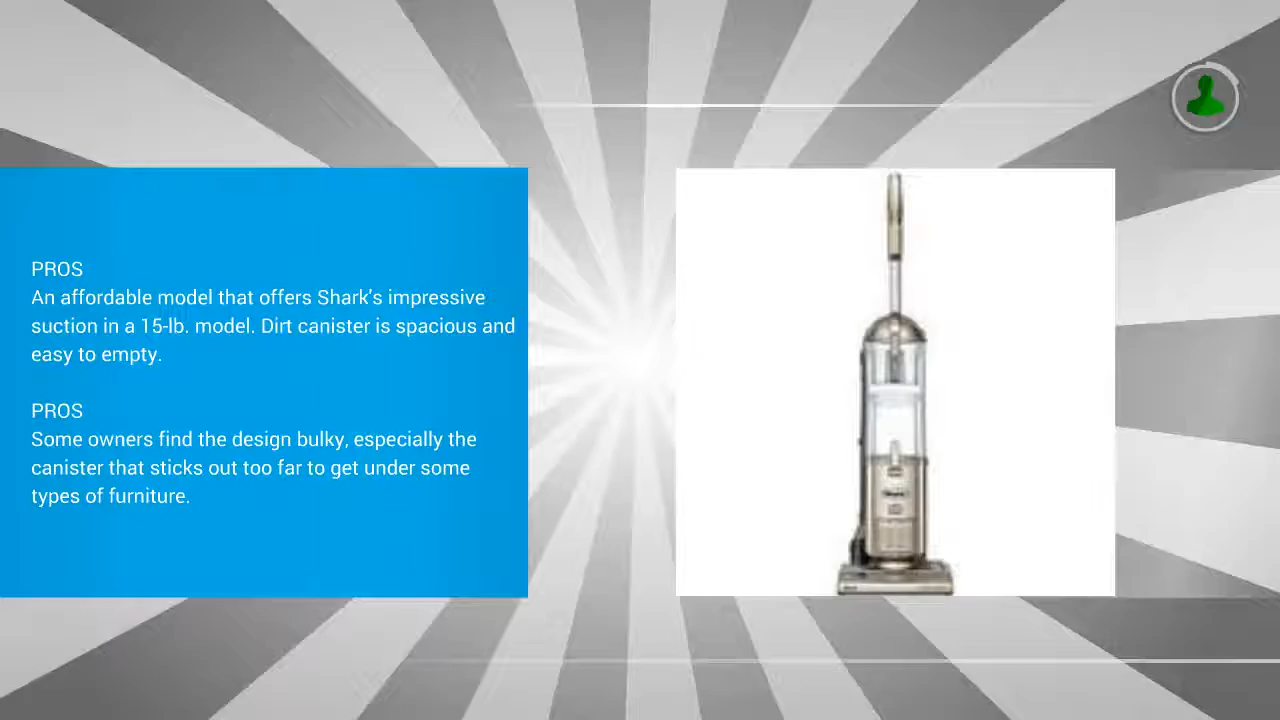 PROS
An affordable model that offers Shark's impressive
suction in a 15-lb. model. Dirt canister is spacious and
easy to empty.
PROS
Some owners find the design bulky, especially the
canister that sticks out too far to get under some
types of furniture.